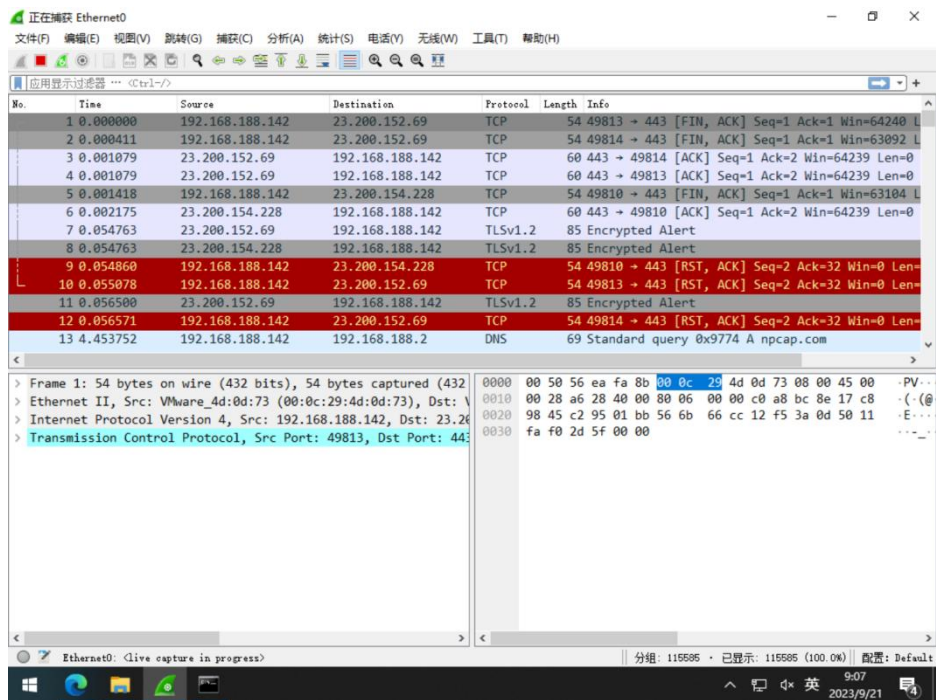 正在捕获 Ethernet0
文件(F) 编辑(E) 视图(V) 跳转(G) 捕获(C) 分析(A) 统计(S) 电话(Y) 无线(W) 工具(T) 帮助(H)
应用显示过滤器 … <Ctrl-/>
No. Time Source Destination Protocol Length Info
1 0.000000 192.168.188.142 23.200.152.69 TCP 54 49813 → 443 [FIN, ACK] Seq=1 Ack=1 Win=64240 L
2 0.000411 192.168.188.142 23.200.152.69 TCP 54 49814 → 443 [FIN, ACK] Seq=1 Ack=1 Win=63092 L
3 0.001079 23.200.152.69 192.168.188.142 TCP 60 443 → 49814 [ACK] Seq=1 Ack=2 Win=64239 Len=0
4 0.001079 23.200.152.69 192.168.188.142 TCP 60 443 → 49813 [ACK] Seq=1 Ack=2 Win=64239 Len=0
5 0.001418 192.168.188.142 23.200.154.228 TCP 54 49810 → 443 [FIN, ACK] Seq=1 Ack=1 Win=63104 L
6 0.002175 23.200.154.228 192.168.188.142 TCP 60 443 → 49810 [ACK] Seq=1 Ack=2 Win=64239 Len=0
7 0.054763 23.200.152.69 192.168.188.142 TLSv1.2 85 Encrypted Alert
8 0.054763 23.200.154.228 192.168.188.142 TLSv1.2 85 Encrypted Alert
9 0.054860 192.168.188.142 23.200.154.228 TCP 54 49810 → 443 [RST, ACK] Seq=2 Ack=32 Win=0 Len=
10 0.055078 192.168.188.142 23.200.152.69 TCP 54 49813 → 443 [RST, ACK] Seq=2 Ack=32 Win=0 Len=
11 0.056500 23.200.152.69 192.168.188.142 TLSv1.2 85 Encrypted Alert
12 0.056571 192.168.188.142 23.200.152.69 TCP 54 49814 → 443 [RST, ACK] Seq=2 Ack=32 Win=0 Len=
13 4.453752 192.168.188.142 192.168.188.2 DNS 69 Standard query 0x9774 A npcap.com
Frame 1: 54 bytes on wire (432 bits), 54 bytes captured (432
Ethernet II, Src: VMware_4d:0d:73 (00:0c:29:4d:0d:73), Dst: V
Internet Protocol Version 4, Src: 192.168.188.142, Dst: 23.20
Transmission Control Protocol, Src Port: 49813, Dst Port: 443
0000 00 50 56 ea fa 8b 00 0c 29 4d 0d 73 08 00 45 00 ·PV··
0010 00 28 a6 28 40 00 80 06 00 00 c0 a8 bc 8e 17 c8 ·(·(@
0020 98 45 c2 95 01 bb 56 6b 66 cc 12 f5 3a 0d 50 11 ·E···
0030 fa f0 2d 5f 00 00 ··-_·
Ethernet0: <live capture in progress>
分组: 115585 · 已显示: 115585 (100.0%)
配置: Default
英
9:07
2023/9/21
4